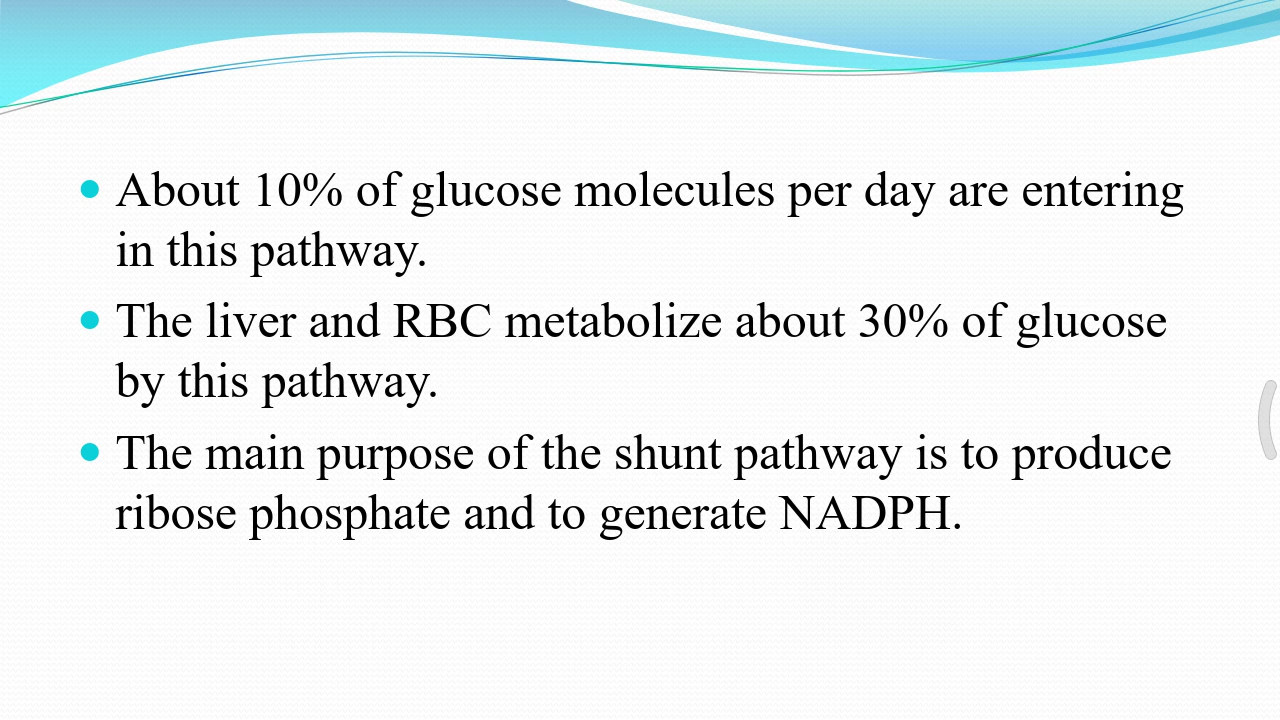 • About 10% of glucose molecules per day are entering
in this pathway.
• The liver and RBC metabolize about 30% of glucose
by this pathway.
• The main purpose of the shunt pathway is to produce
ribose phosphate and to generate NADPH.